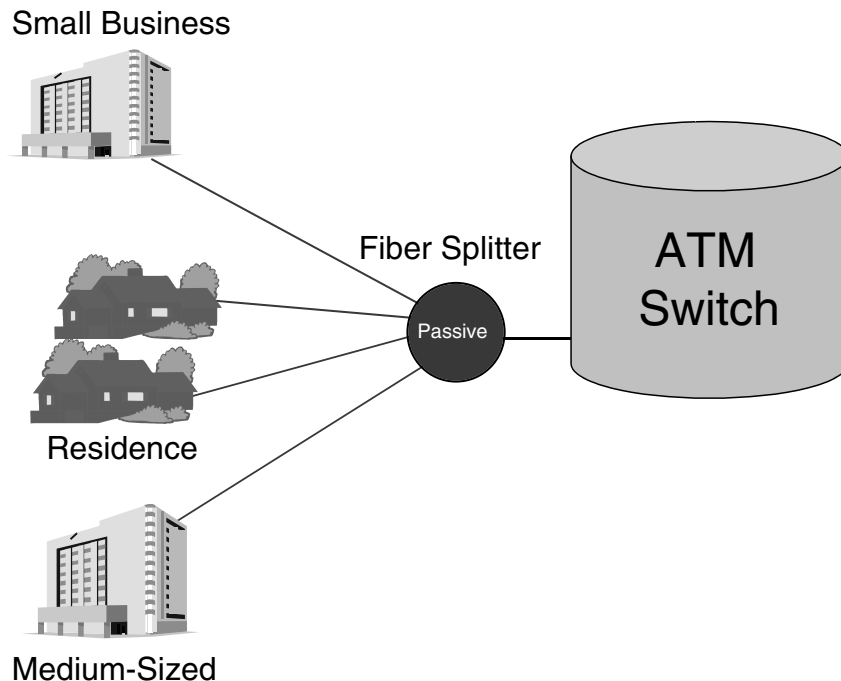 Small Business
Fiber Splitter
Passive
ATM
Switch
Residence
Medium-Sized